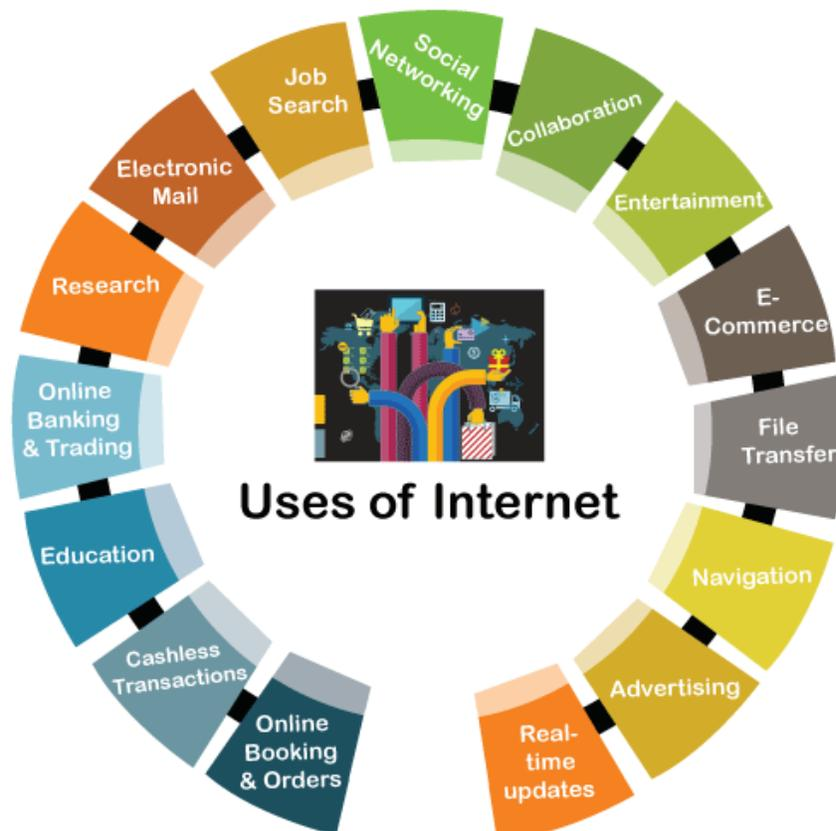 Online
Booking
& Orders
Cashless
Transactions
Education
Online
Banking
& Trading
Research
Electronic
Mail
Job
Search
Social
Networking
Collaboration
Entertainment
E-
Commerce
File
Transfer
Navigation
Advertising
Real-
time
updates
Uses of Internet